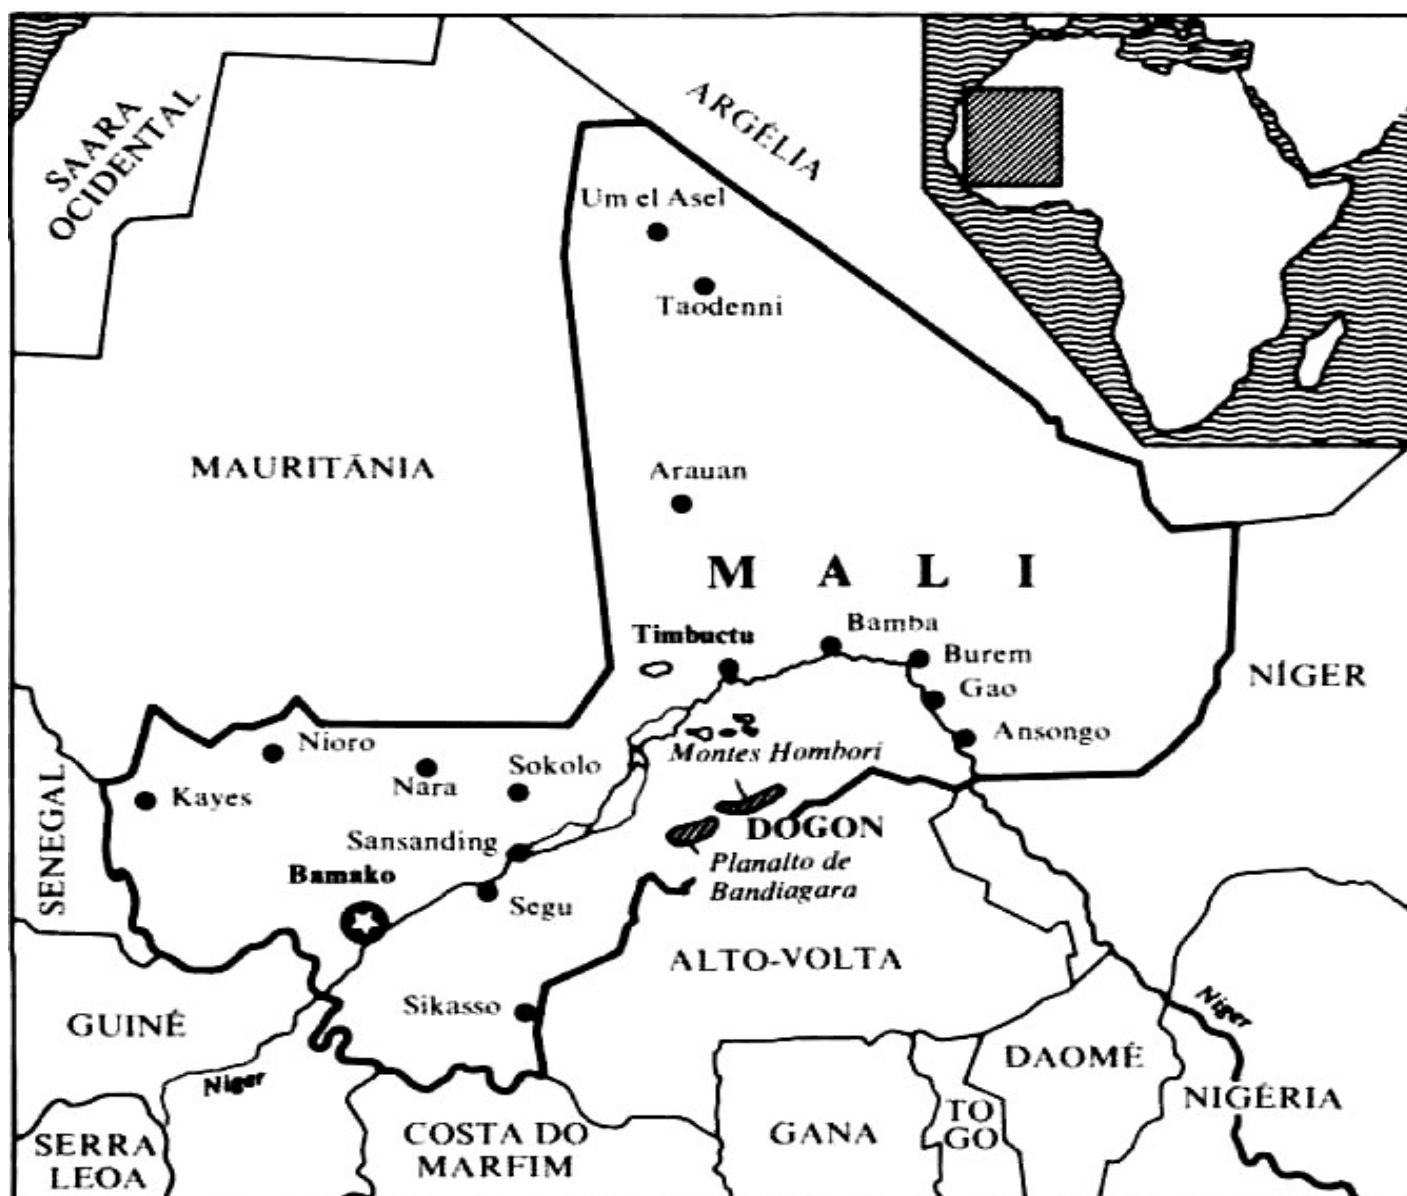 SAARA
OCIDENTAL
ARGÉLIA
Um el Asel
Taodenni
MAURITÂNIA
Arauan
M A L I
Timbuctu
Bamba
Burem
Gao
Ansongo
NÍGER
Montes Hombori
Nioro
Nara
Sokolo
Kayes
SENEGAL
Sansanding
DOGON
Planalto de
Bandiagara
Bamako
Segu
ALTO-VOLTA
Sikasso
GUINÉ
Niger
Niger
DAOMÉ
NIGÉRIA
SERRA
LEOA
COSTA DO
MARFIM
GANA
TO
GO